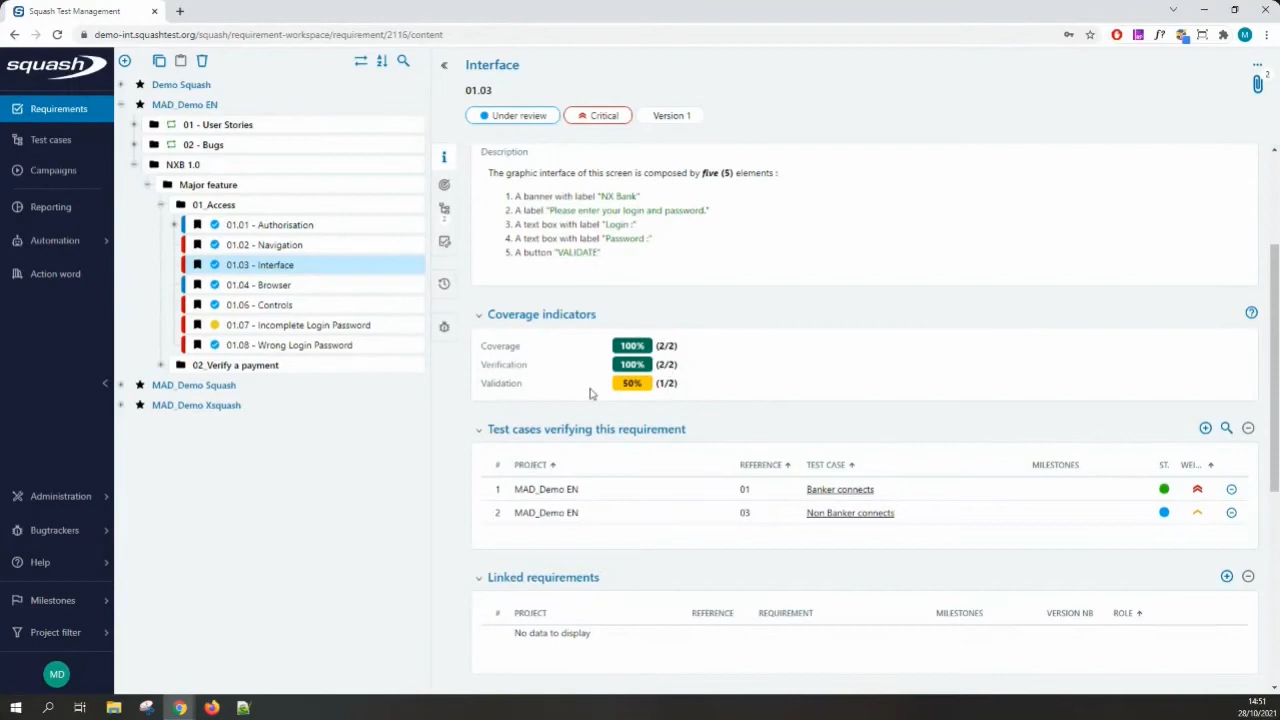 Squash Test Management
demo-int.squashtest.org/squash/requirement-workspace/requirement/2116/content
M
squash
Requirements
Test cases
Campaigns
Reporting
Automation
Action word
Administration
Bugtrackers
Help
Milestones
Project filter
MD
Demo Squash
MAD_Demo EN
01 - User Stories
02 - Bugs
NXB 1.0
Major feature
01_Access
01.01 - Authorisation
01.02 - Navigation
01.03 - Interface
01.04 - Browser
01.06 - Controls
01.07 - Incomplete Login Password
01.08 - Wrong Login Password
02_Verify a payment
MAD_Demo Squash
MAD_Demo Xsquash
Interface
2
01.03
Under review Critical Version 1
2
Description
The graphic interface of this screen is composed by five (5) elements :
1. A banner with label "NX Bank"
2. A label "Please enter your login and password."
3. A text box with label "Login :"
4. A text box with label "Password :"
5. A button "VALIDATE"
Coverage indicators
Coverage 100% (2/2)
Verification 100% (2/2)
Validation 50% (1/2)
Test cases verifying this requirement
# PROJECT REFERENCE TEST CASE MILESTONES ST. WEI...
1 MAD_Demo EN 01 Banker connects
2 MAD_Demo EN 03 Non Banker connects
Linked requirements
# PROJECT REFERENCE REQUIREMENT MILESTONES VERSION NB ROLE
No data to display
14:51
28/10/2021